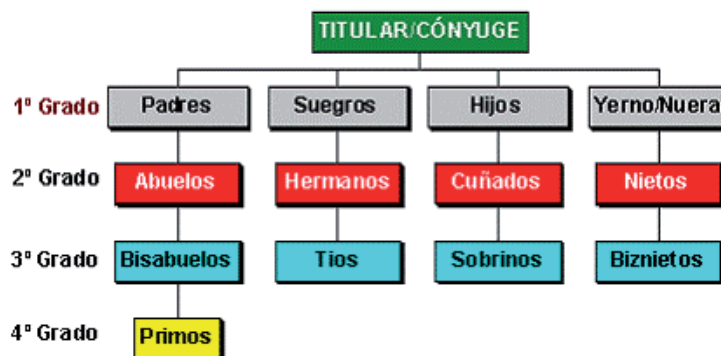 TITULAR/CÓNYUGE
1º Grado Padres Suegros Hijos Yerno/Nuera
2º Grado Abuelos Hermanos Cuñados Nietos
3º Grado Bisabuelos Tios Sobrinos Biznietos
4º Grado Primos